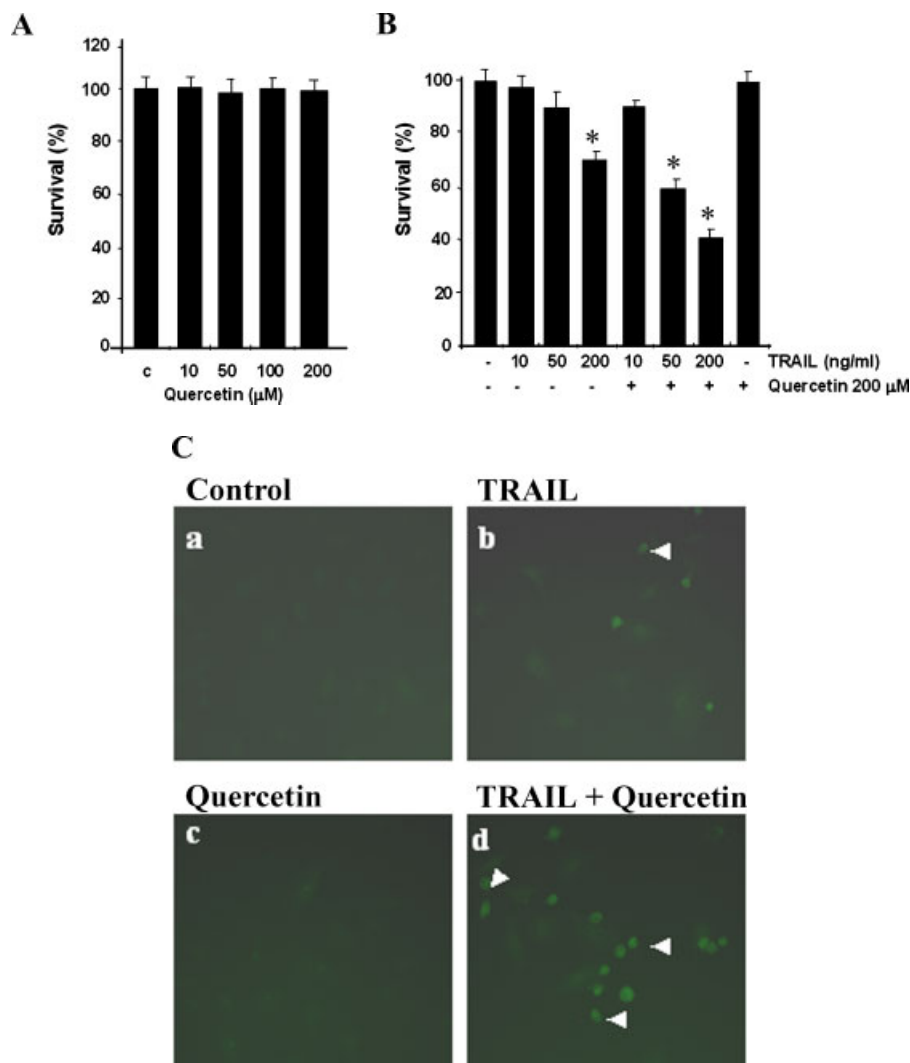 A
120
100
80
60
40
20
0
Survival (%)
c 10 50 100 200
Quercetin (μM)
B
100
80
60
40
20
0
Survival (%)
*
*
*
- 10 50 200 10 50 200 - TRAIL (ng/ml)
- - - - + + + + Quercetin 200 μM
C
Control
a
TRAIL
b
Quercetin
c
TRAIL + Quercetin
d